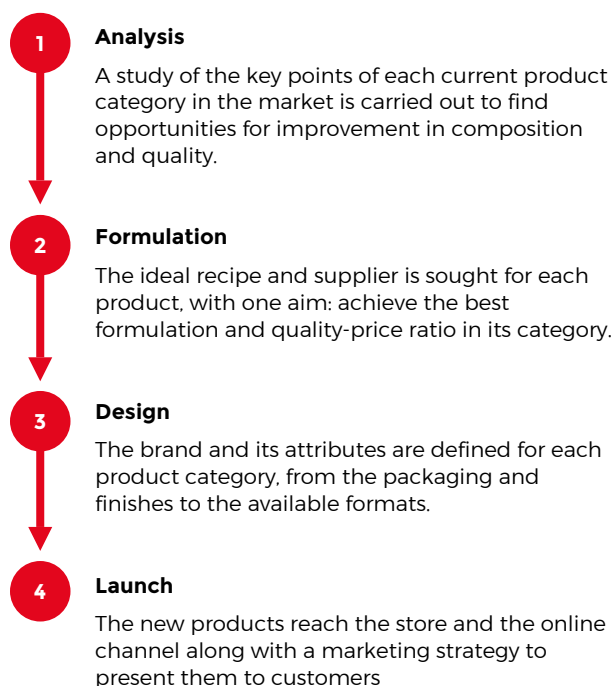 1
Analysis
A study of the key points of each current product
category in the market is carried out to find
opportunities for improvement in composition
and quality.
2
Formulation
The ideal recipe and supplier is sought for each
product, with one aim: achieve the best
formulation and quality-price ratio in its category.
3
Design
The brand and its attributes are defined for each
product category, from the packaging and
finishes to the available formats.
4
Launch
The new products reach the store and the online
channel along with a marketing strategy to
present them to customers